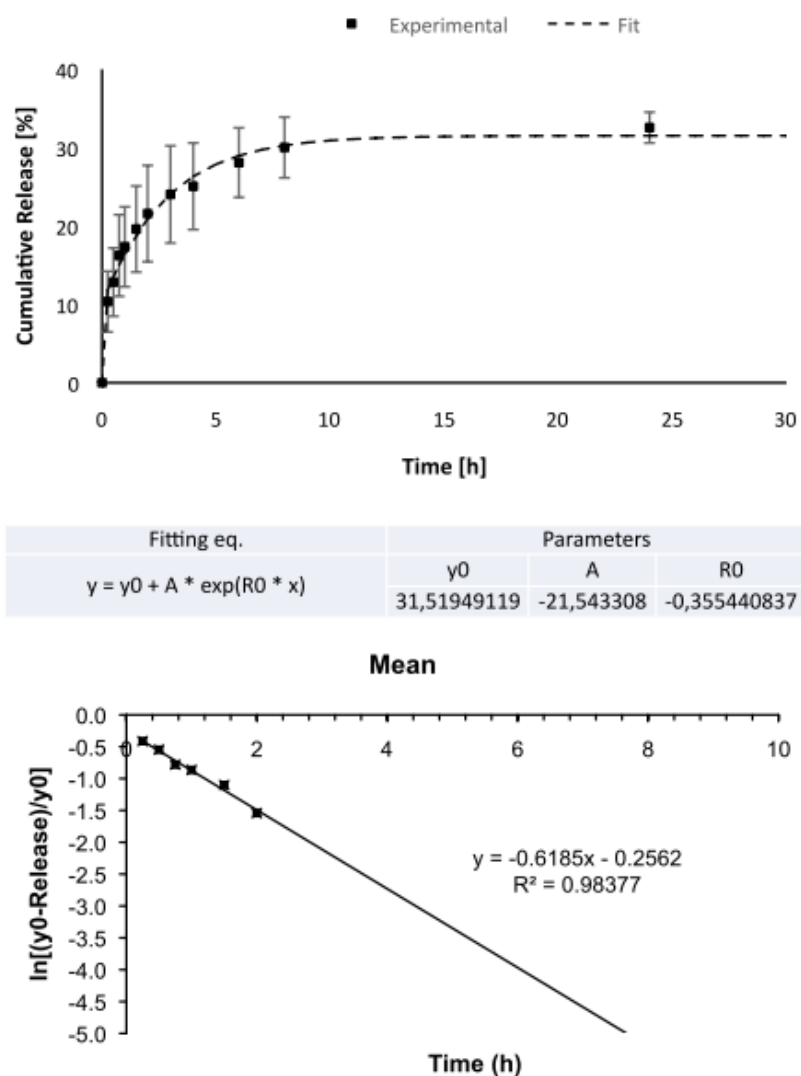 Experimental Fit
Cumulative Release [%]
40
30
20
10
0
0 5 10 15 20 25 30
Time [h]
Fitting eq. Parameters
y = y0 + A * exp(R0 * x)
y0 A R0
31,51949119 -21,543308 -0,355440837
Mean
ln[(y0-Release)/y0]
0.0
-0.5
-1.0
-1.5
-2.0
-2.5
-3.0
-3.5
-4.0
-4.5
-5.0
0 2 4 6 8 10
y = -0.6185x - 0.2562
R² = 0.98377
Time (h)